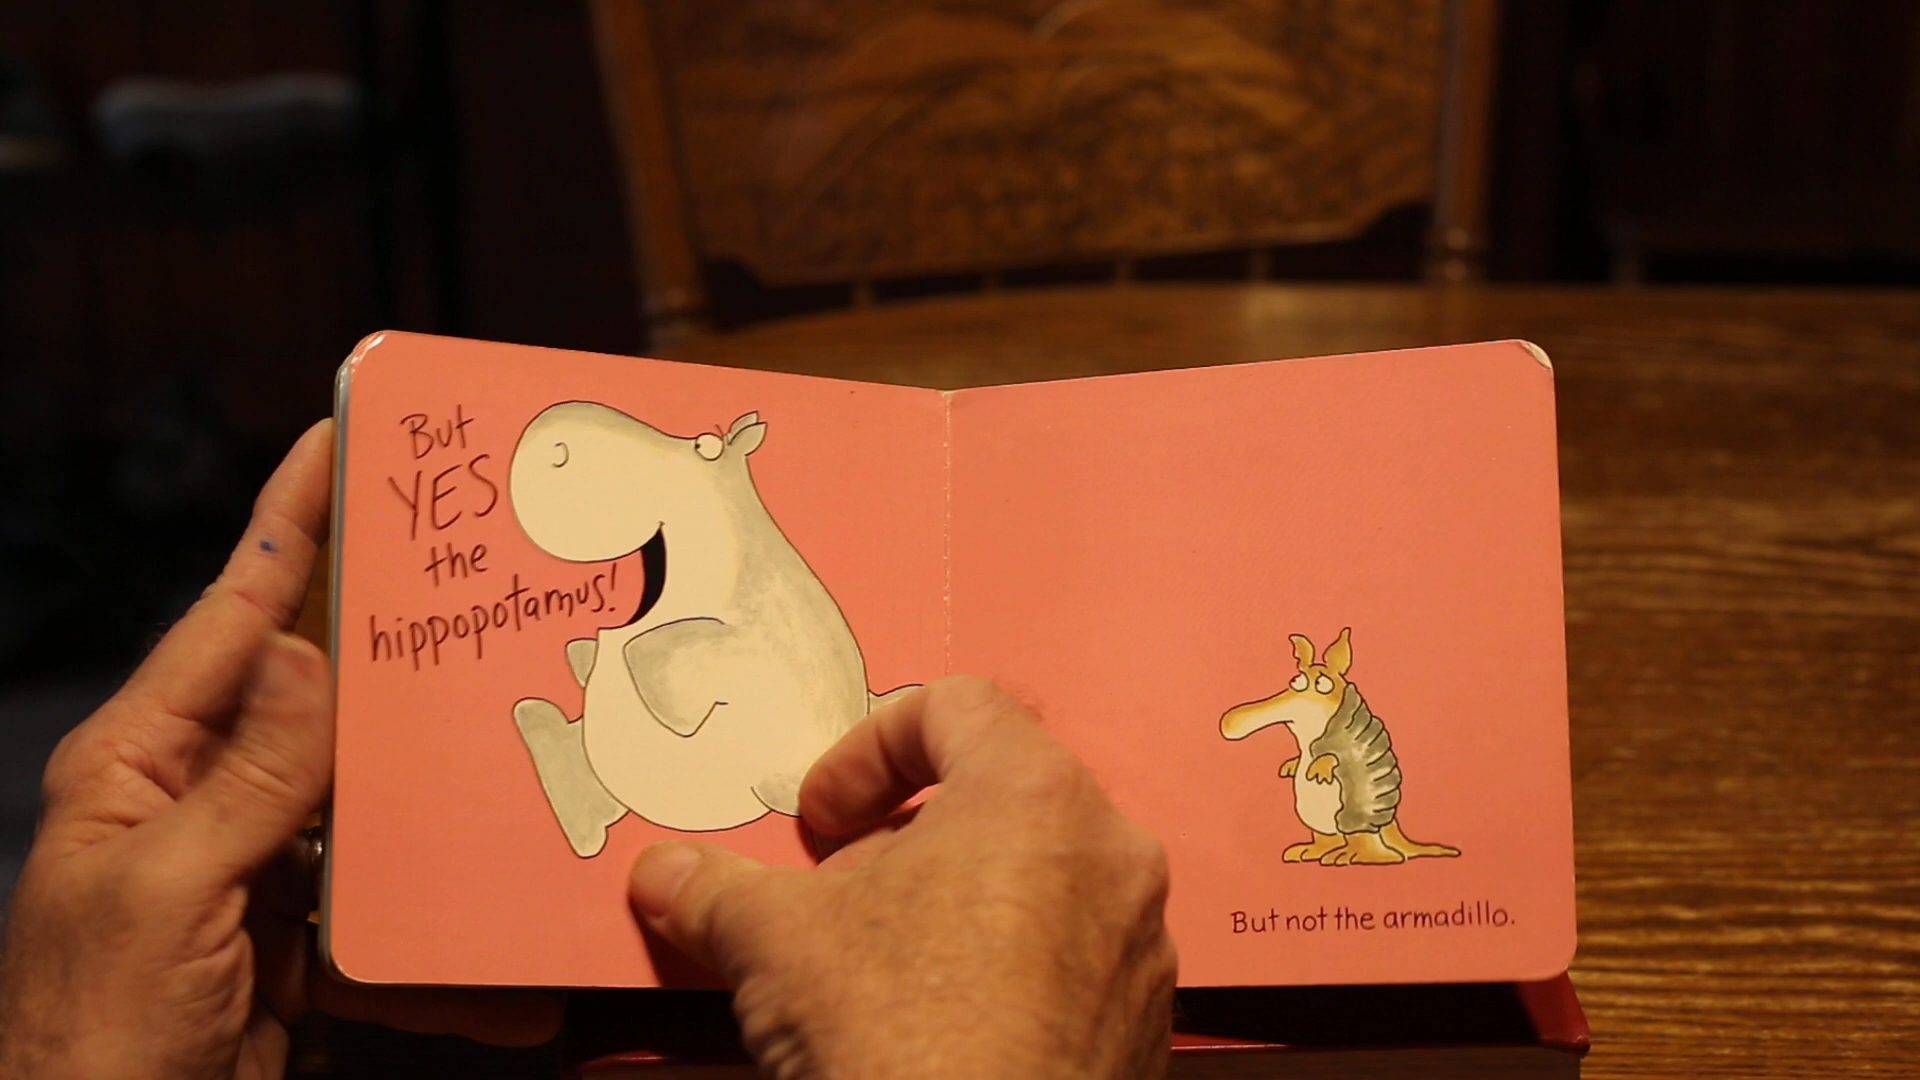 But
YES
the
hippopotamus!
But not the armadillo.